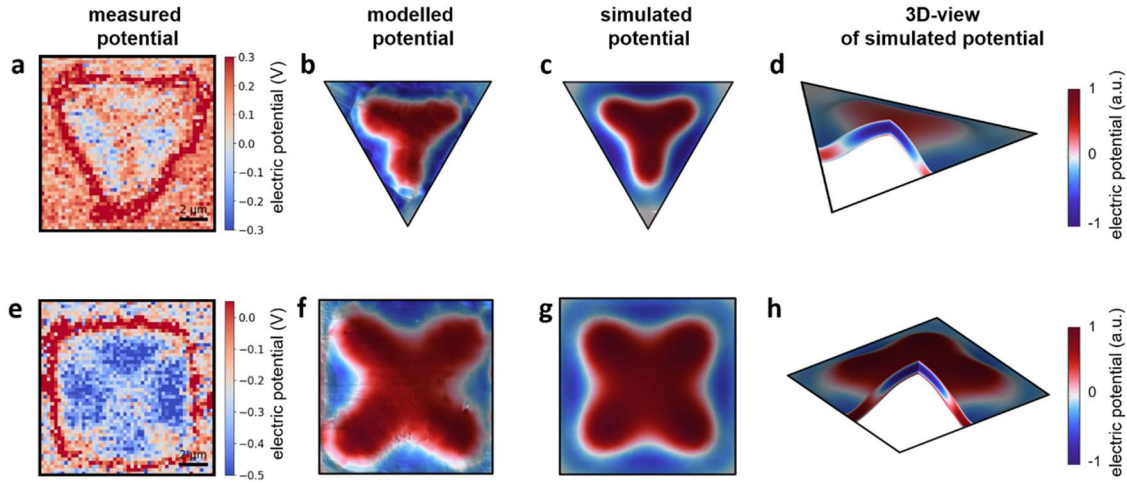 measured
potential
modelled
potential
simulated
potential
3D-view
of simulated potential
a
2 μm
0.3
0.2
0.1
0.0
−0.1
−0.2
−0.3
electric potential (V)
b
c
d
1
0
-1
electric potential (a.u.)
e
2 μm
0.0
−0.1
−0.2
−0.3
−0.4
−0.5
electric potential (V)
f
g
h
1
0
-1
electric potential (a.u.)